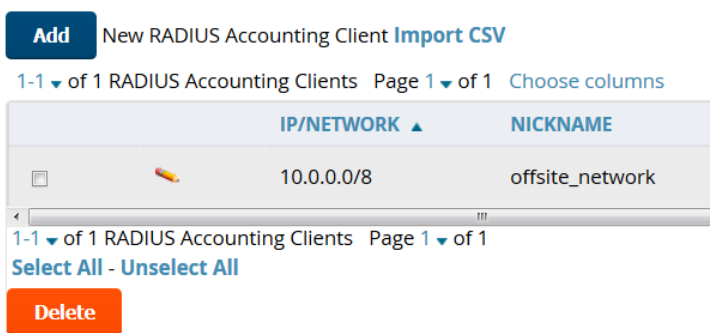 Add New RADIUS Accounting Client Import CSV
1-1 of 1 RADIUS Accounting Clients Page 1 of 1 Choose columns
IP/NETWORK NICKNAME
10.0.0.0/8 offsite_network
1-1 of 1 RADIUS Accounting Clients Page 1 of 1
Select All - Unselect All
Delete